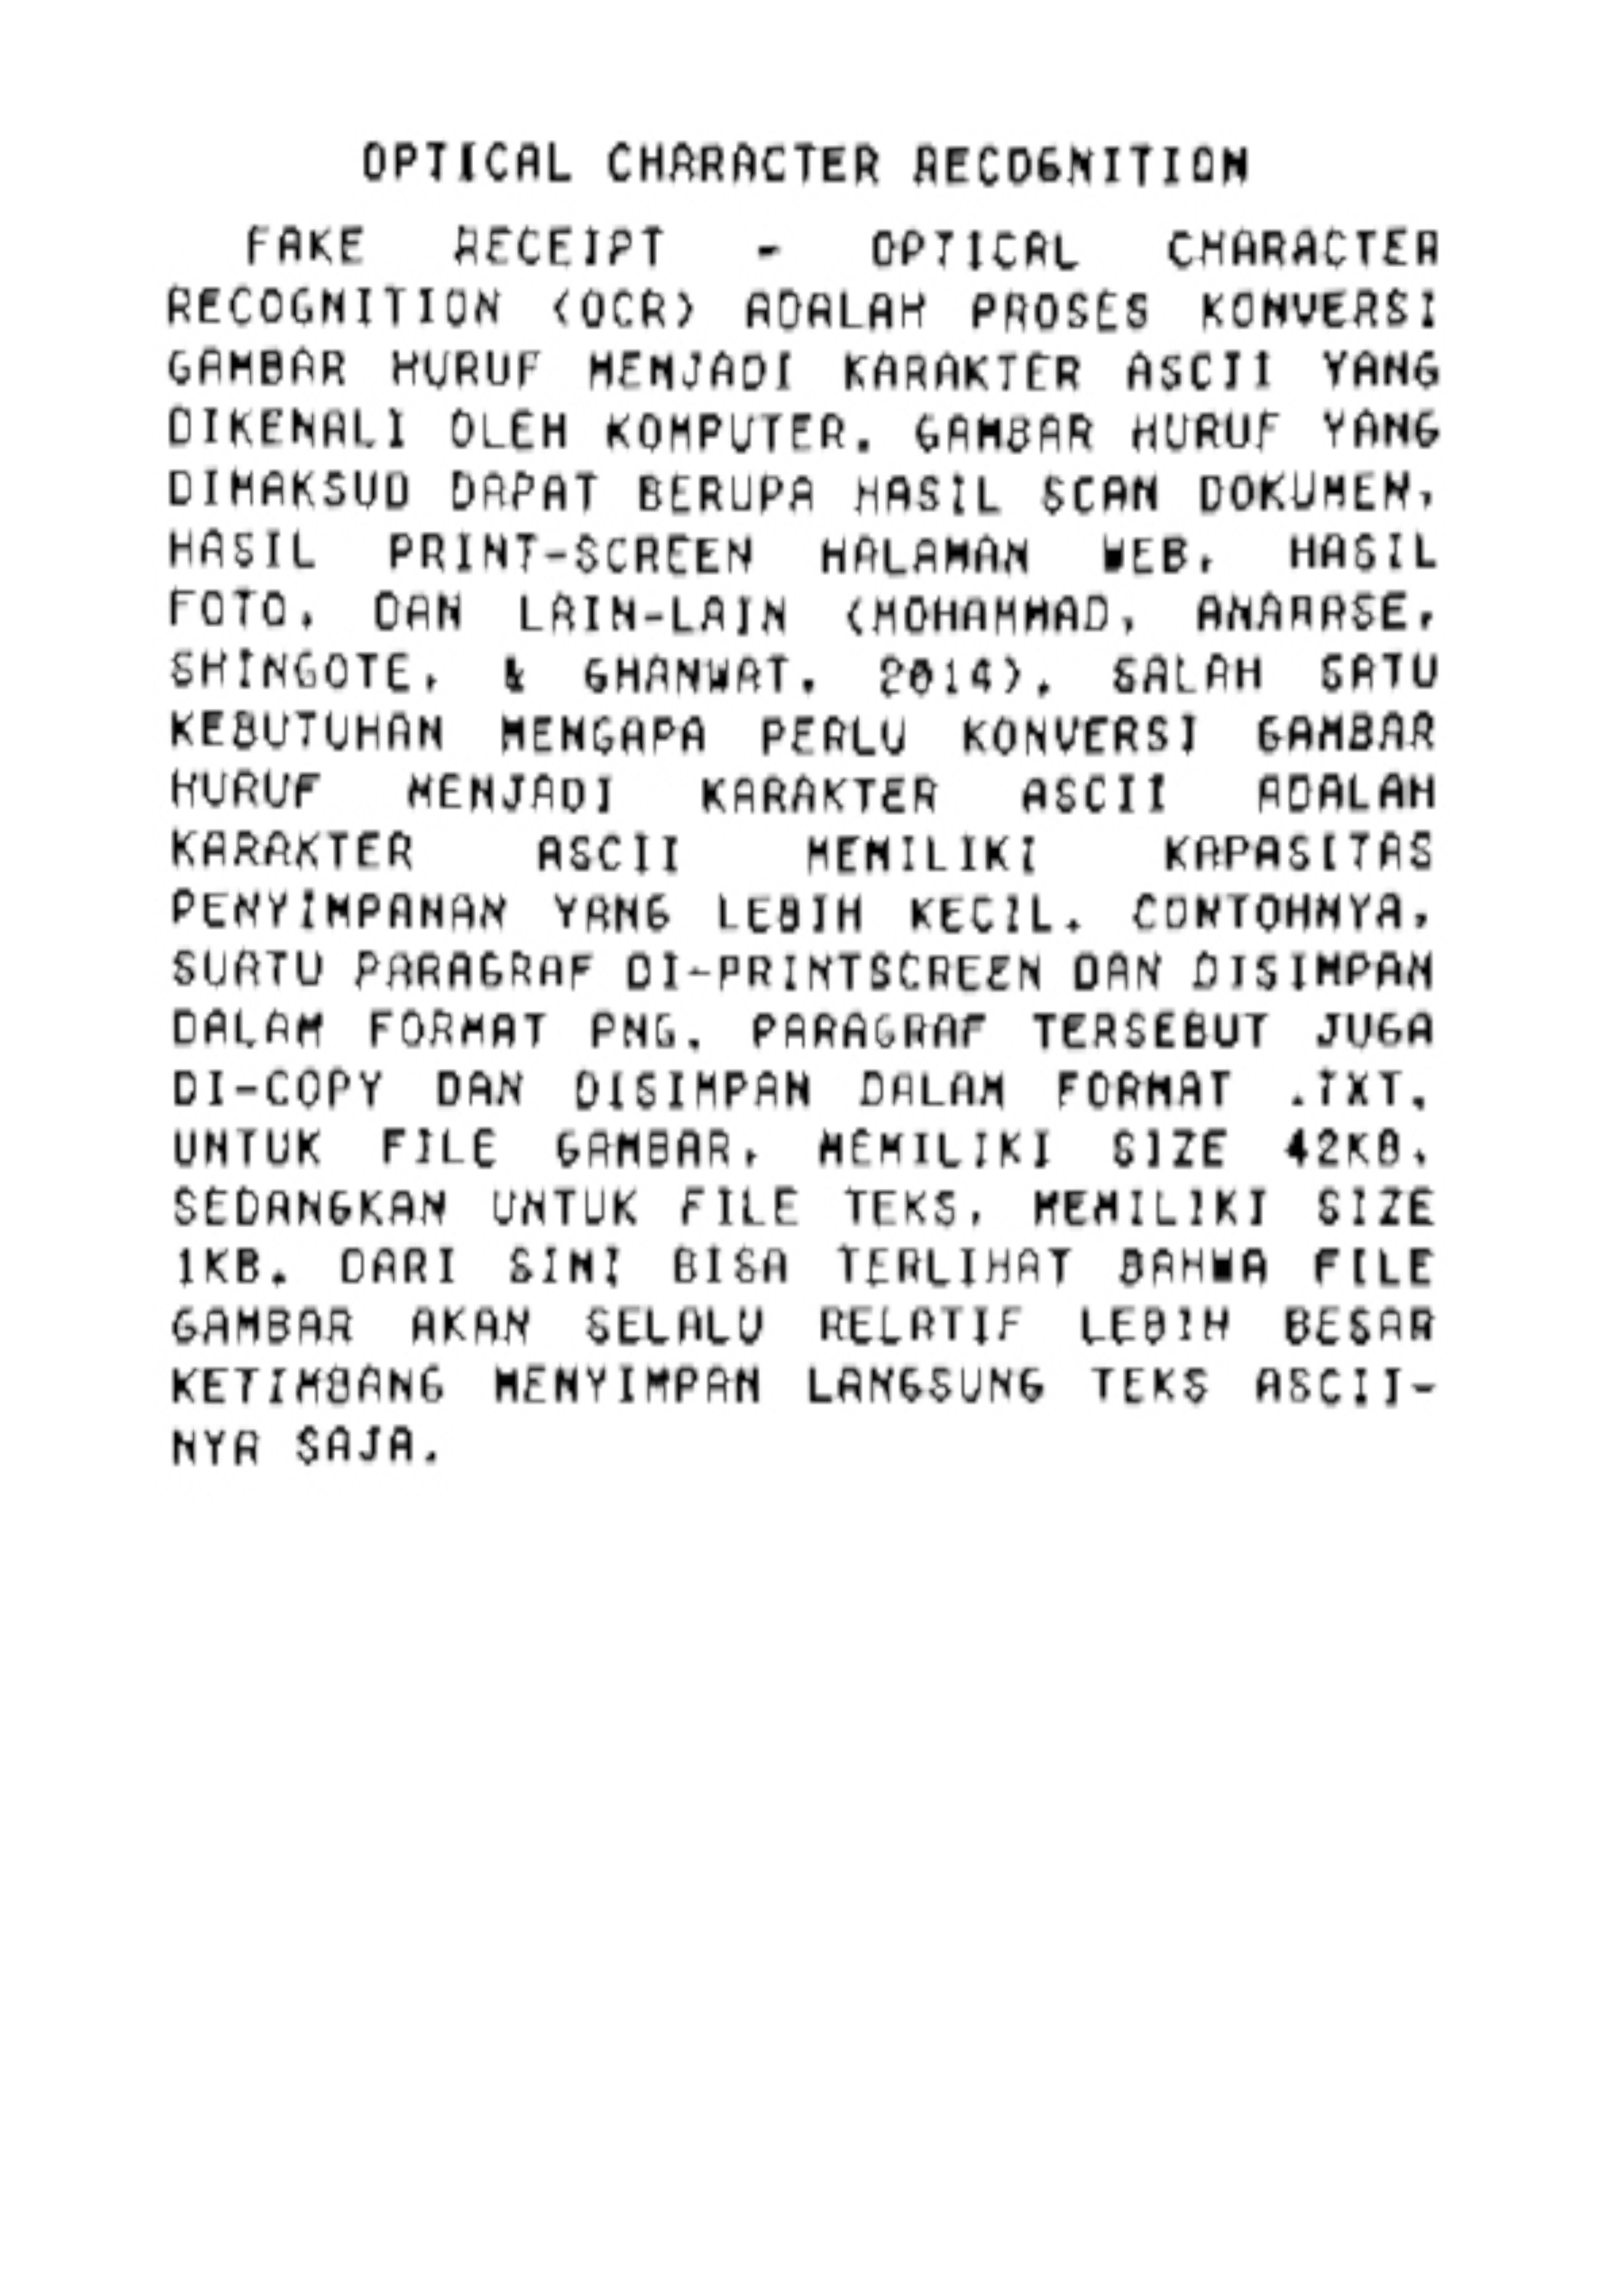 OPTICAL CHARACTER RECOGNITION
FAKE RECEIPT - OPTICAL CHARACTER
RECOGNITION (OCR) ADALAH PROSES KONVERSI
GAMBAR HURUF MENJADI KARAKTER ASCII YANG
DIKENALI OLEH KOMPUTER. GAMBAR HURUF YANG
DIMAKSUD DAPAT BERUPA HASIL SCAN DOKUMEN,
HASIL PRINT-SCREEN HALAMAN WEB, HASIL
FOTO, DAN LAIN-LAIN (MOHAMMAD, ANARASE,
SHINGOTE, & GHANWAT, 2014). SALAH SATU
KEBUTUHAN MENGAPA PERLU KONVERSI GAMBAR
HURUF MENJADI KARAKTER ASCII ADALAH
KARAKTER ASCII MEMILIKI KAPASITAS
PENYIMPANAN YANG LEBIH KECIL. CONTOHNYA,
SUATU PARAGRAF DI-PRINTSCREEN DAN DISIMPAN
DALAM FORMAT PNG. PARAGRAF TERSEBUT JUGA
DI-COPY DAN DISIMPAN DALAM FORMAT .TXT.
UNTUK FILE GAMBAR, MEMILIKI SIZE 42KB,
SEDANGKAN UNTUK FILE TEKS, MEMILIKI SIZE
1KB. DARI SINI BISA TERLIHAT BAHWA FILE
GAMBAR AKAN SELALU RELATIF LEBIH BESAR
KETIMBANG MENYIMPAN LANGSUNG TEKS ASCII-
NYA SAJA.